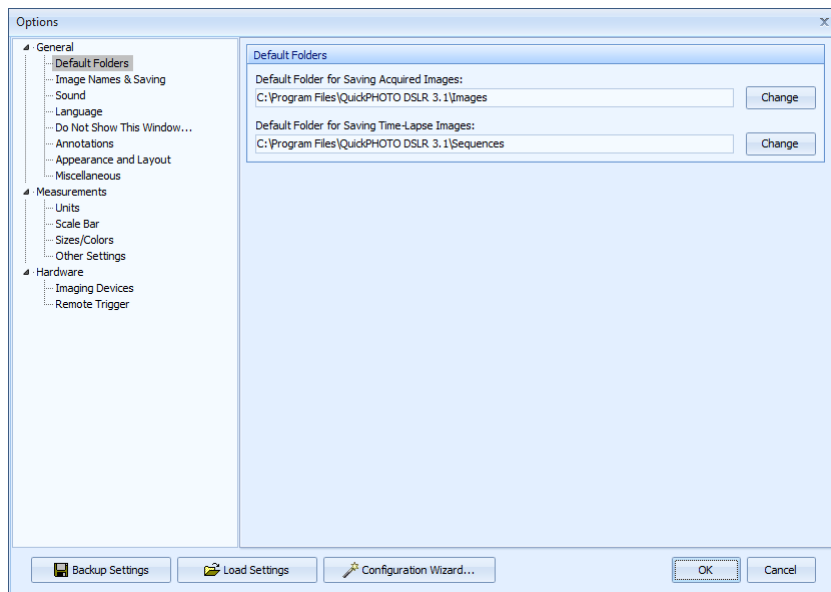 Options
General
Default Folders
Image Names & Saving
Sound
Language
Do Not Show This Window...
Annotations
Appearance and Layout
Miscellaneous
Measurements
Units
Scale Bar
Sizes/Colors
Other Settings
Hardware
Imaging Devices
Remote Trigger
Default Folders
Default Folder for Saving Acquired Images:
C:\Program Files\QuickPHOTO DSLR 3.1\Images
Change
Default Folder for Saving Time-Lapse Images:
C:\Program Files\QuickPHOTO DSLR 3.1\Sequences
Change
Backup Settings
Load Settings
Configuration Wizard...
OK
Cancel